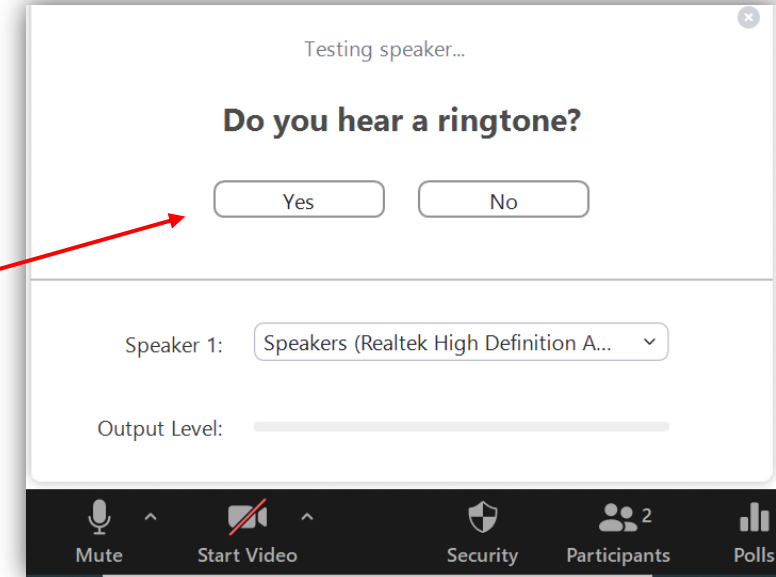 Testing speaker...
Do you hear a ringtone?
Yes No
Speaker 1: Speakers (Realtek High Definition A...
Output Level:
2
Mute Start Video Security Participants Polls